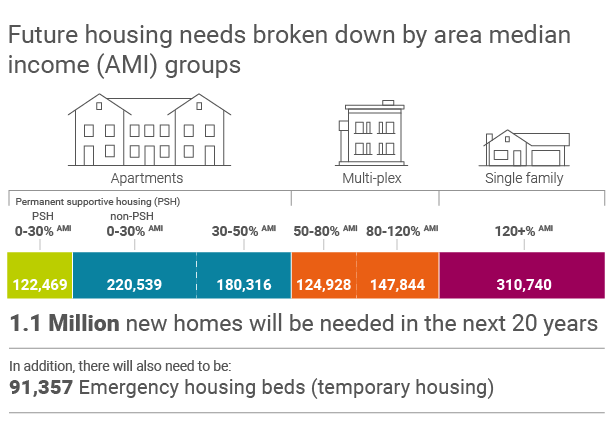 Future housing needs broken down by area median
income (AMI) groups
Apartments Multi-plex Single family
Permanent supportive housing (PSH)
PSH non-PSH
0-30% AMI 0-30% AMI 30-50% AMI 50-80% AMI 80-120% AMI 120+% AMI
122,469 220,539 180,316 124,928 147,844 310,740
1.1 Million new homes will be needed in the next 20 years
In addition, there will also need to be:
91,357 Emergency housing beds (temporary housing)